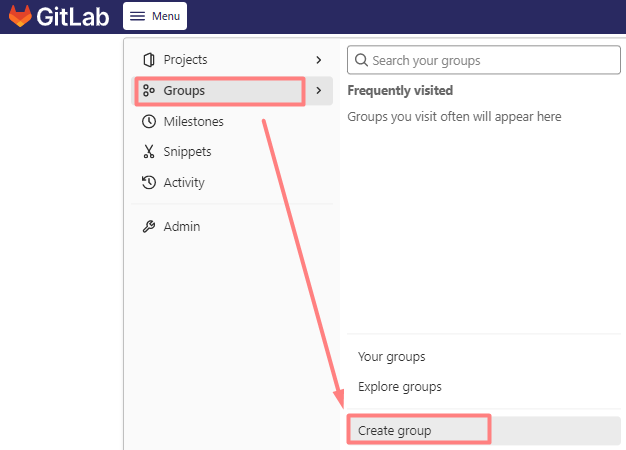 GitLab
Menu
Projects
Groups
Milestones
Snippets
Activity
Admin
Search your groups
Frequently visited
Groups you visit often will appear here
Your groups
Explore groups
Create group